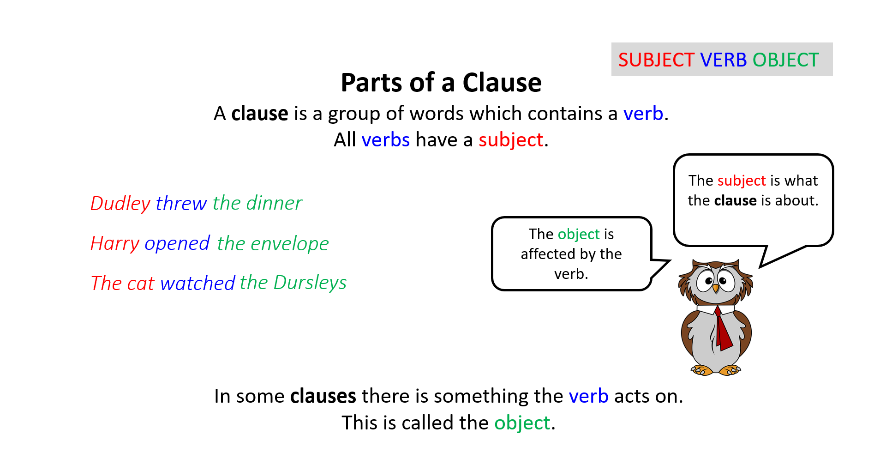 SUBJECT VERB OBJECT
Parts of a Clause
A clause is a group of words which contains a verb.
All verbs have a subject.
Dudley threw the dinner
Harry opened the envelope
The cat watched the Dursleys
The object is
affected by the
verb.
The subject is what
the clause is about.
In some clauses there is something the verb acts on.
This is called the object.